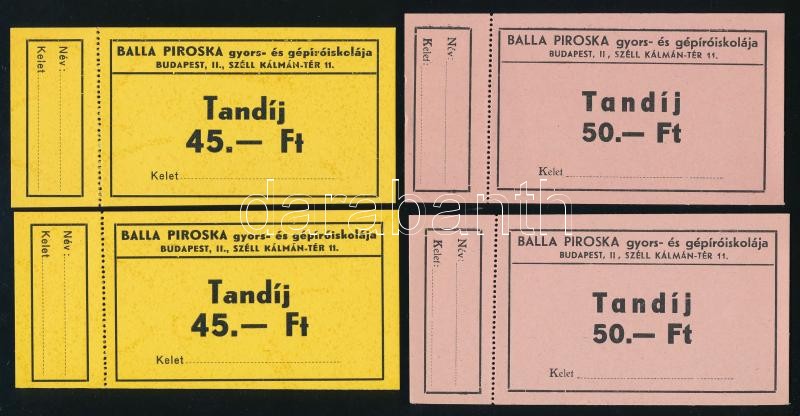 Név:
Kelet
BALLA PIROSKA gyors- és gépíróiskolája
BUDAPEST, II., SZÉLL KÁLMÁN-TÉR 11.
Tandíj
45.— Ft
Kelet
Név:
Kelet:
BALLA PIROSKA gyors- és gépíróiskolája
BUDAPEST, II, SZÉLL KÁLMÁN-TÉR 11.
Tandíj
50.— Ft
Kelet
Név:
Kelet
BALLA PIROSKA gyors- és gépíróiskolája
BUDAPEST, II., SZÉLL KÁLMÁN-TÉR 11.
Tandíj
45.— Ft
Kelet
Név:
Kelet:
BALLA PIROSKA gyors- és gépíróiskolája
BUDAPEST, II, SZÉLL KÁLMÁN-TÉR 11.
Tandíj
50.— Ft
Kelet
darabanth